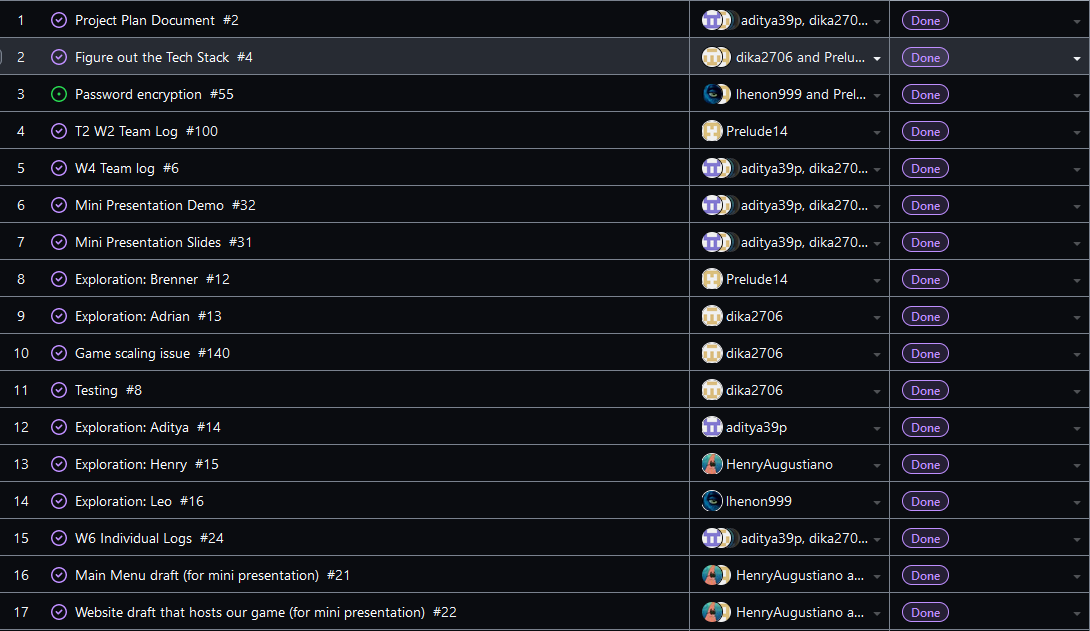 1 Project Plan Document #2 aditya39p, dika270... Done
2 Figure out the Tech Stack #4 dika2706 and Prelu... Done
3 Password encryption #55 lhenon999 and Prel... Done
4 T2 W2 Team Log #100 Prelude14 Done
5 W4 Team log #6 aditya39p, dika270... Done
6 Mini Presentation Demo #32 aditya39p, dika270... Done
7 Mini Presentation Slides #31 aditya39p, dika270... Done
8 Exploration: Brenner #12 Prelude14 Done
9 Exploration: Adrian #13 dika2706 Done
10 Game scaling issue #140 dika2706 Done
11 Testing #8 dika2706 Done
12 Exploration: Aditya #14 aditya39p Done
13 Exploration: Henry #15 HenryAugustiano Done
14 Exploration: Leo #16 lhenon999 Done
15 W6 Individual Logs #24 aditya39p, dika270... Done
16 Main Menu draft (for mini presentation) #21 HenryAugustiano a... Done
17 Website draft that hosts our game (for mini presentation) #22 HenryAugustiano a... Done